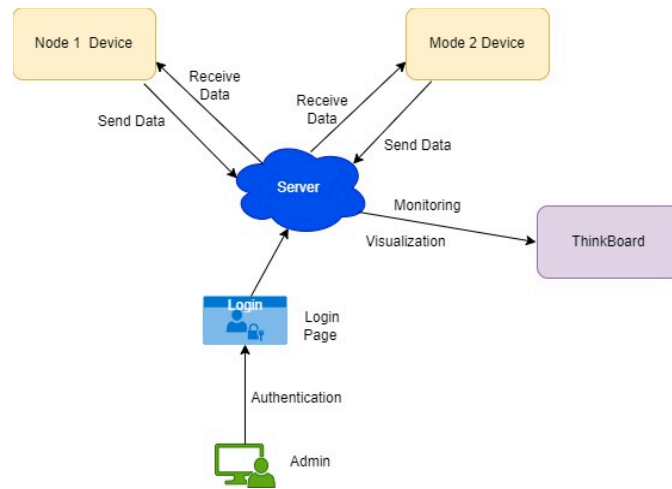 Node 1 Device
Mode 2 Device
Receive
Data
Receive
Data
Send Data
Send Data
Server
Monitoring
Visualization
ThinkBoard
Login
Login
Page
Authentication
Admin